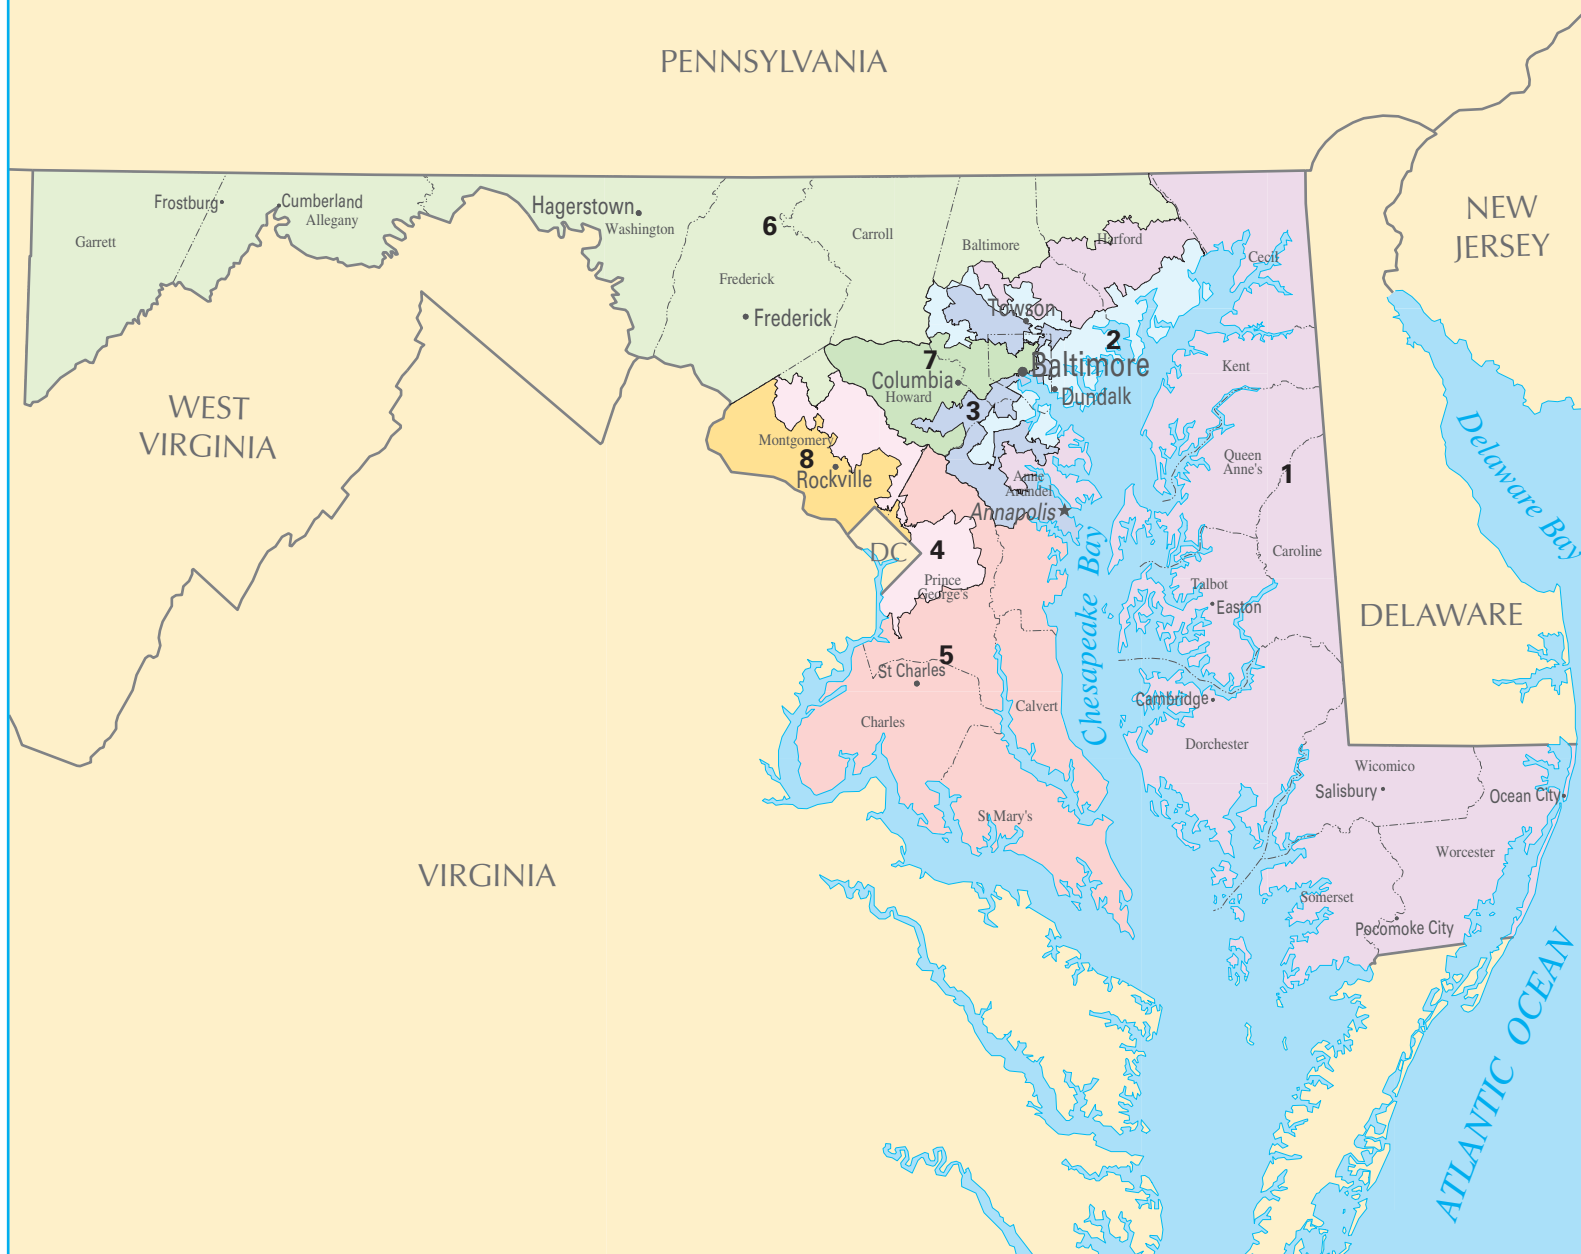 PENNSYLVANIA
NEW
JERSEY
WEST
VIRGINIA
VIRGINIA
DELAWARE
DC
Delaware Bay
Chesapeake Bay
ATLANTIC OCEAN
Garrett
Frostburg
Cumberland
Allegany
Hagerstown
Washington
6
Frederick
Frederick
Carroll
Baltimore
Harford
Cecil
Towson
2
Baltimore
Dundalk
7
Columbia
Howard
3
Kent
Montgomery
8
Rockville
Queen
Anne's
1
Anne
Arundel
Annapolis
4
Prince
George's
Caroline
Talbot
Easton
5
St Charles
Charles
Calvert
Cambridge
Dorchester
Wicomico
Salisbury
Ocean City
St Mary's
Worcester
Somerset
Pocomoke City